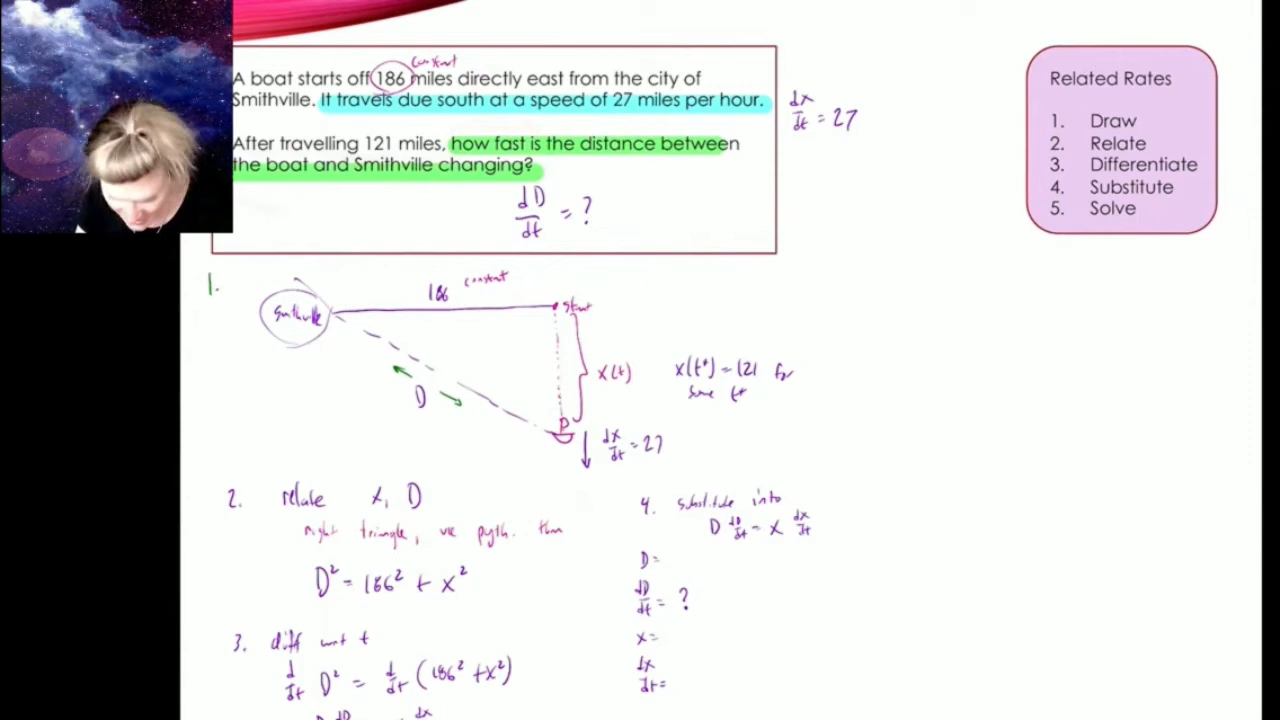 A boat starts off 186 miles directly east from the city of
constant
Smithville. It travels due south at a speed of 27 miles per hour.
dx/dt = 27
After travelling 121 miles, how fast is the distance between
the boat and Smithville changing?
dD/dt = ?
Related Rates
1. Draw
2. Relate
3. Differentiate
4. Substitute
5. Solve
1.
Smithville
186 constant
start
D
x(t)
x(t*) = 121 for
some t*
dx/dt = 27
2. relate x, D
right triangle, use pyth. thm
D² = 186² + x²
3. diff wrt t
d/dt D² = d/dt (186² + x²)
4. substitute into
D dD/dt = x dx/dt
D =
dD/dt = ?
x =
dx/dt =